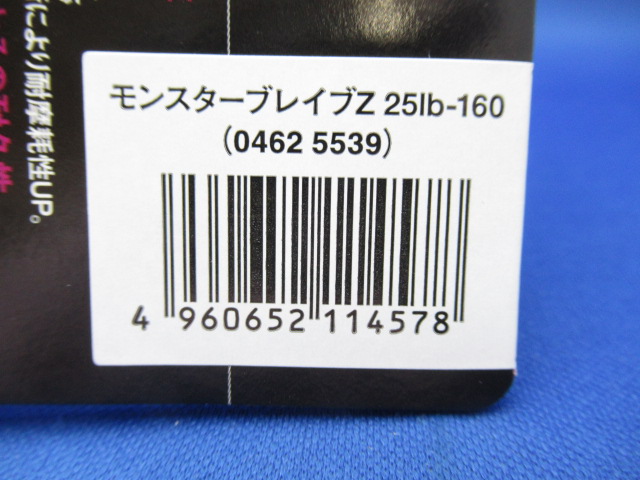 モンスターブレイブZ 25lb-160
(0462 5539)
4 960652 114578
により耐摩耗性UP。